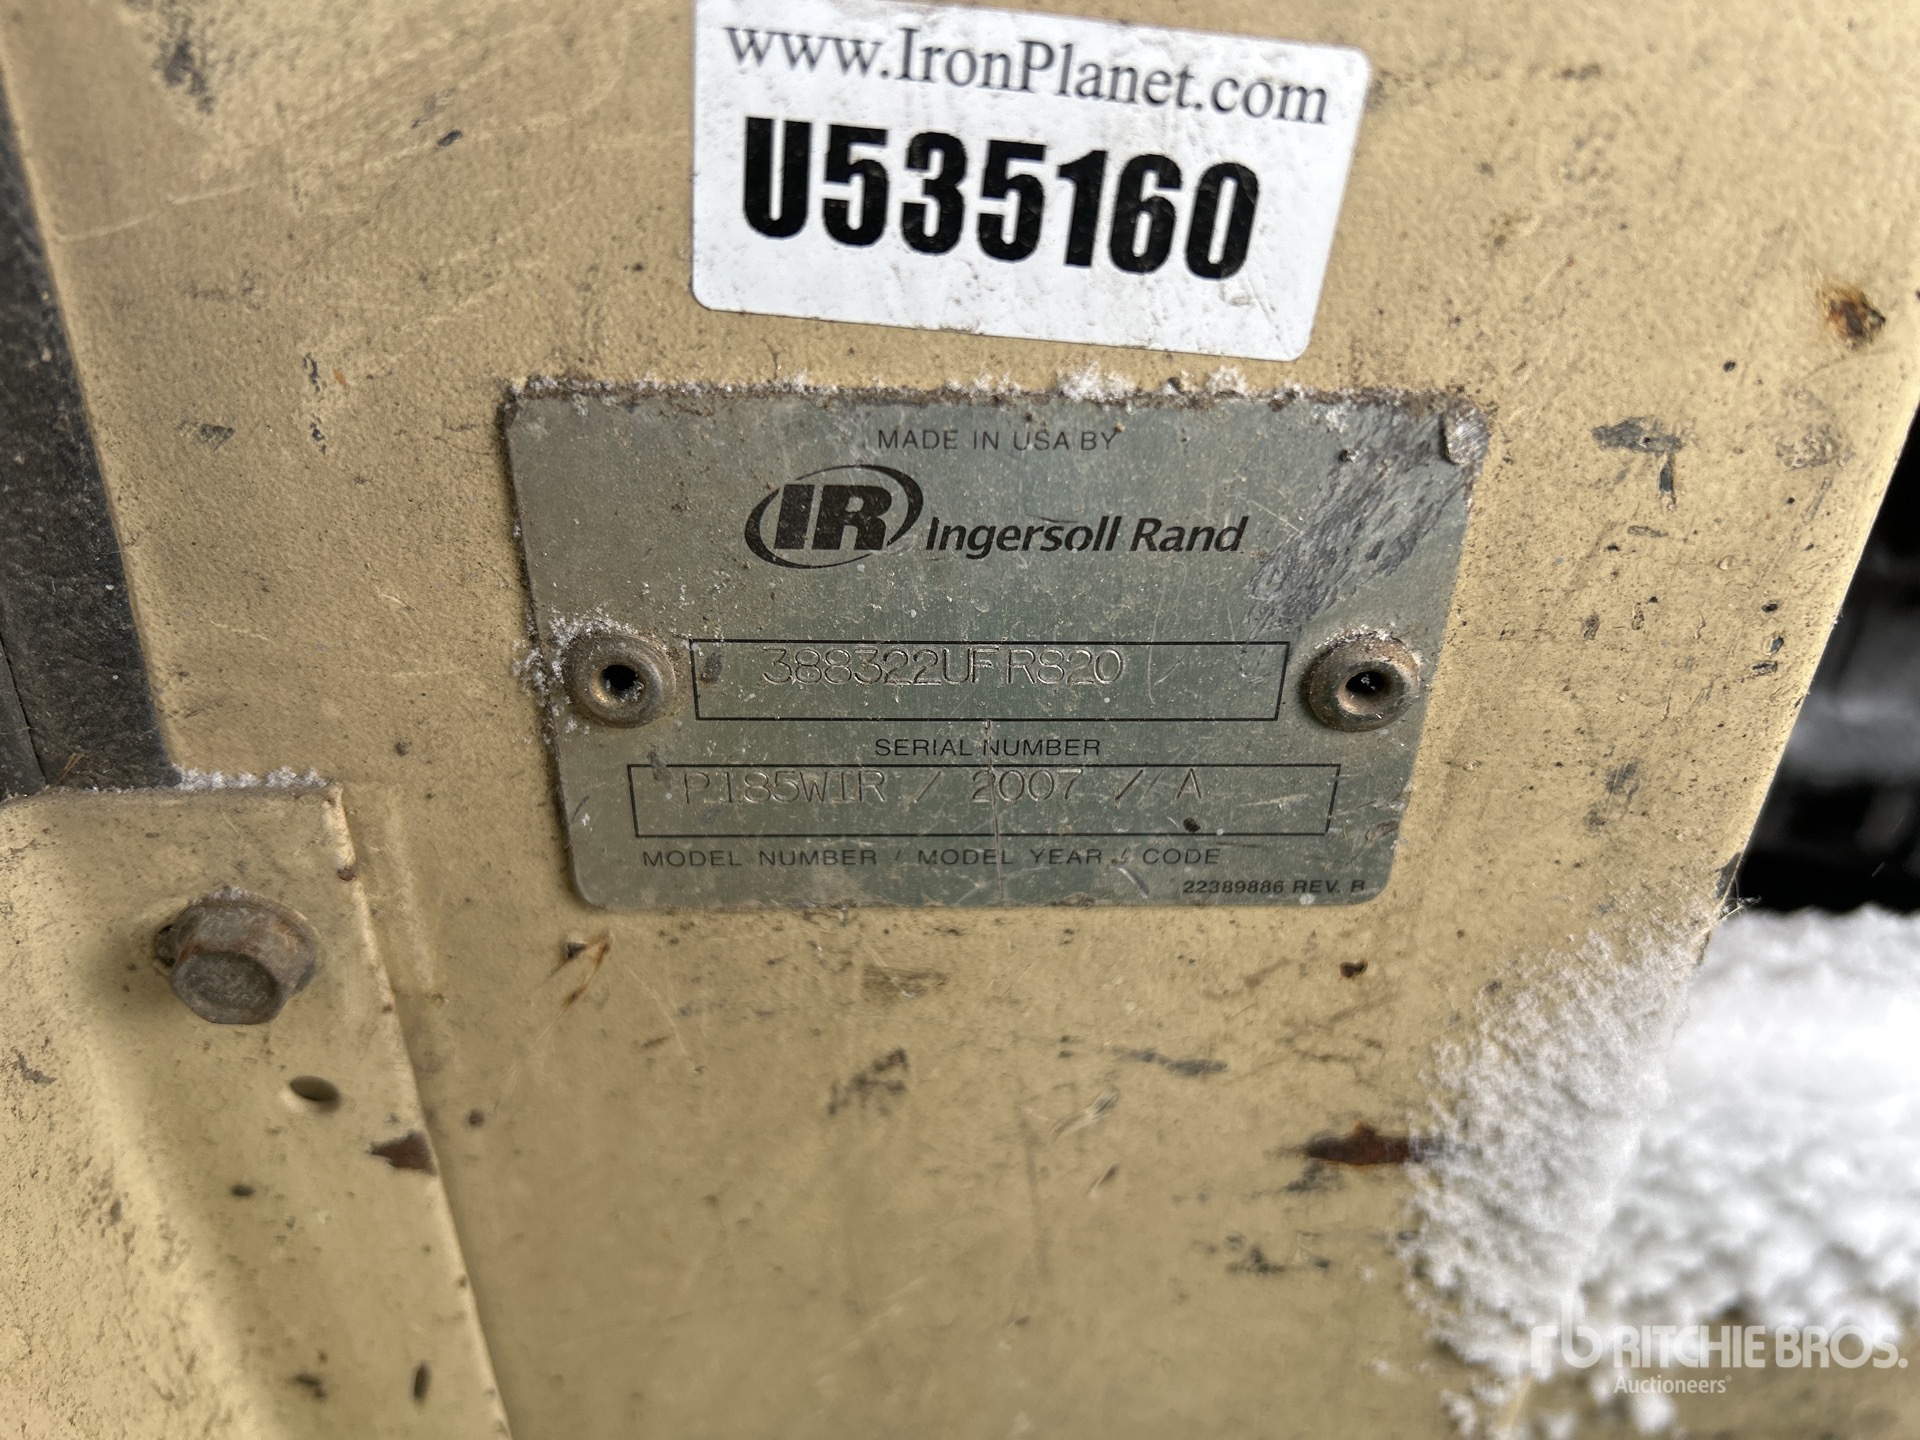 www.IronPlanet.com
U535160
MADE IN USA BY
IR Ingersoll Rand
388322UFR820
SERIAL NUMBER
P185WIR / 2007 / A
MODEL NUMBER / MODEL YEAR / CODE
22389886 REV. B
rb RITCHIE BROS.
Auctioneers